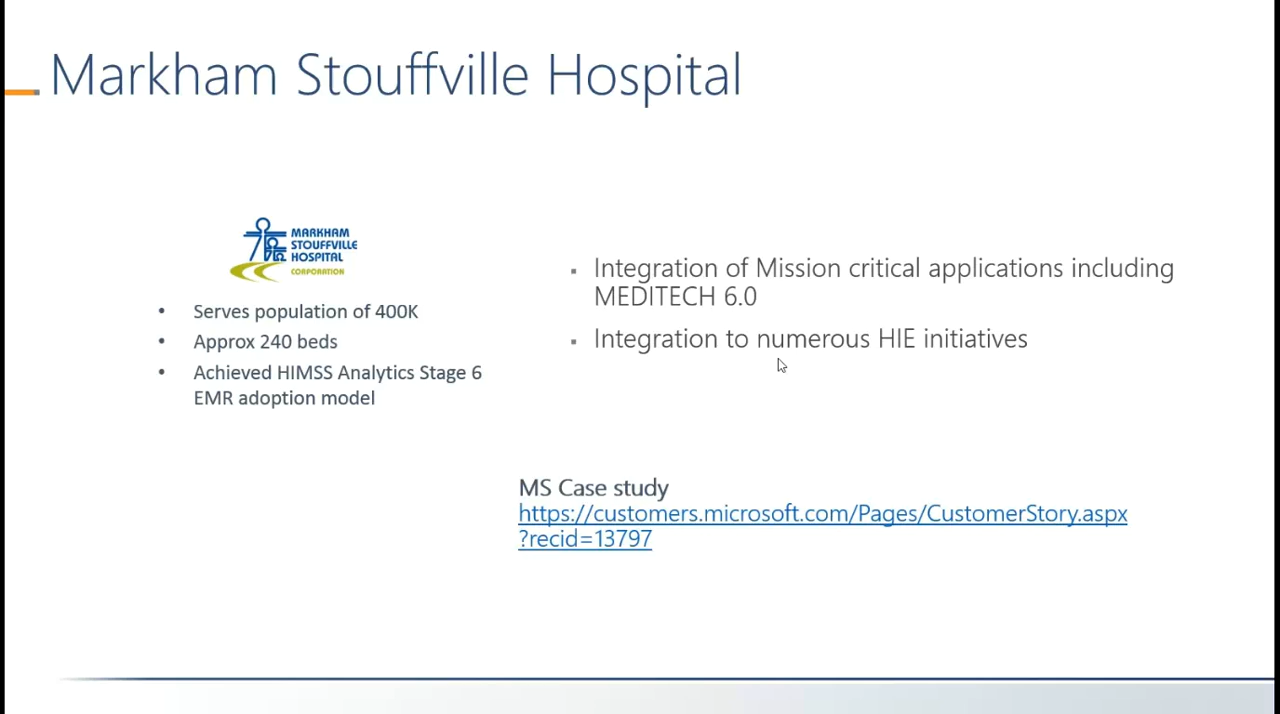 Markham Stouffville Hospital
MARKHAM
STOUFFVILLE
HOSPITAL
CORPORATION
• Serves population of 400K
• Approx 240 beds
• Achieved HIMSS Analytics Stage 6
EMR adoption model
▪ Integration of Mission critical applications including
MEDITECH 6.0
▪ Integration to numerous HIE initiatives
MS Case study
https://customers.microsoft.com/Pages/CustomerStory.aspx
?recid=13797